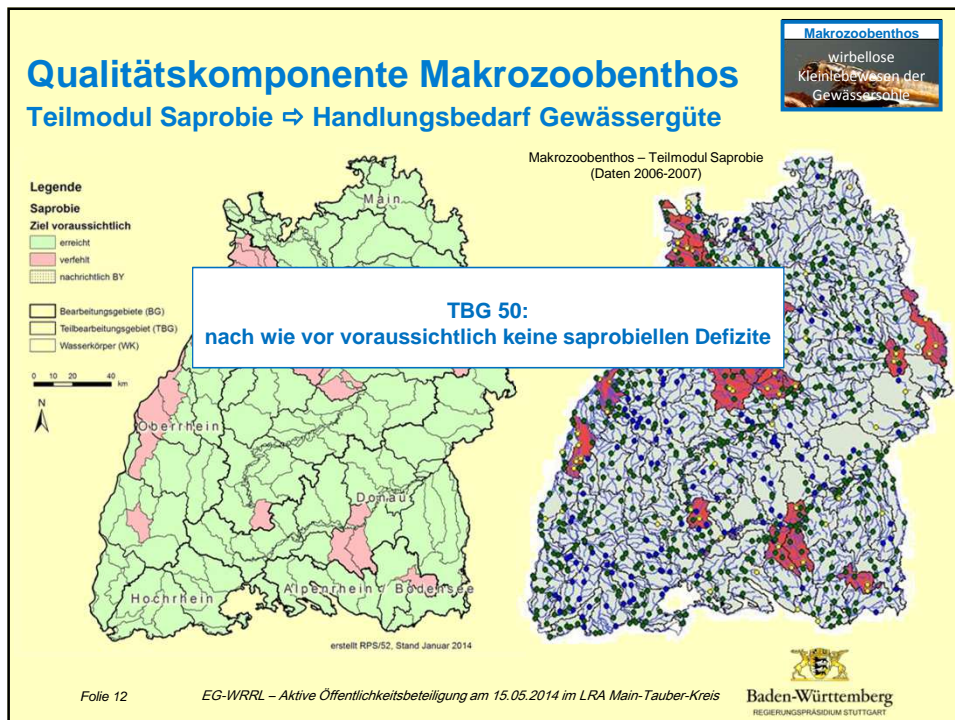 Qualitätskomponente Makrozoobenthos
Teilmodul Saprobie ⇨ Handlungsbedarf Gewässergüte
Makrozoobenthos
wirbellose
Kleinlebewesen der
Gewässersohle
Makrozoobenthos – Teilmodul Saprobie
(Daten 2006-2007)
Legende
Saprobie
Ziel voraussichtlich
erreicht
verfehlt
nachrichtlich BY
Bearbeitungsgebiete (BG)
Teilbearbeitungsgebiet (TBG)
Wasserkörper (WK)
0 10 20 40
km
N
Main
TBG 50:
nach wie vor voraussichtlich keine saprobiellen Defizite
Oberrhein
Donau
Hochrhein
Alpenrhein / Bodensee
erstellt RPS/52, Stand Januar 2014
Folie 12
EG-WRRL – Aktive Öffentlichkeitsbeteiligung am 15.05.2014 im LRA Main-Tauber-Kreis
Baden-Württemberg
REGIERUNGSPRÄSIDIUM STUTTGART